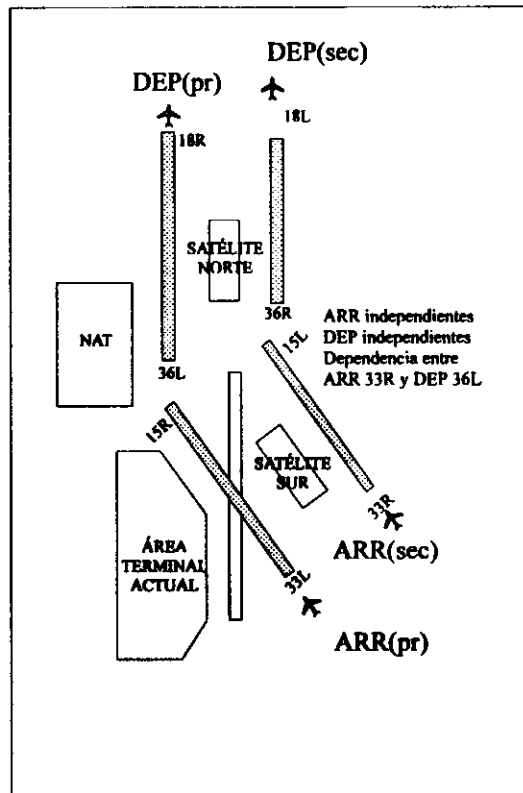 DEP(sec)
DEP(pr)
18L
18R
SATÉLITE
NORTE
36R
15L
ARR independientes
DEP independientes
Dependencia entre
ARR 33R y DEP 36L
NAT
36L
15R
SATÉLITE
SUR
33R
ARR(sec)
ÁREA
TERMINAL
ACTUAL
33L
ARR(pr)